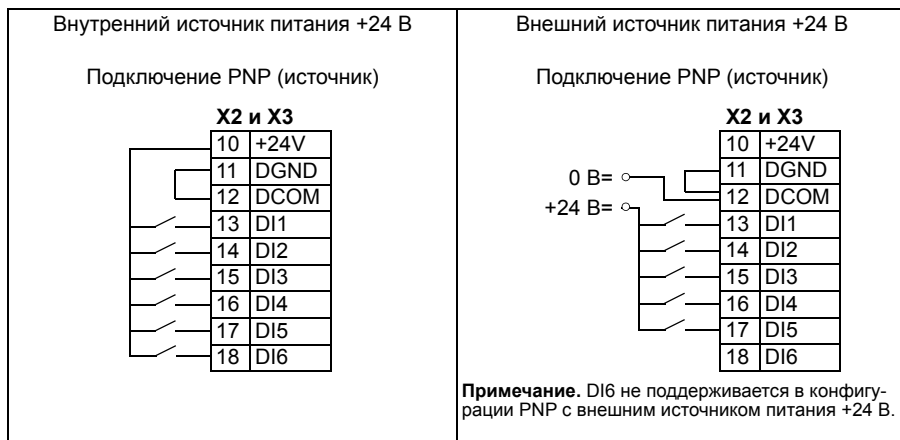 Внутренний источник питания +24 В
Подключение PNP (источник)
X2 и X3
10 +24V
11 DGND
12 DCOM
13 DI1
14 DI2
15 DI3
16 DI4
17 DI5
18 DI6
Внешний источник питания +24 В
Подключение PNP (источник)
X2 и X3
0 В=
+24 В=
10 +24V
11 DGND
12 DCOM
13 DI1
14 DI2
15 DI3
16 DI4
17 DI5
18 DI6
Примечание. DI6 не поддерживается в конфигу-
рации PNP с внешним источником питания +24 В.